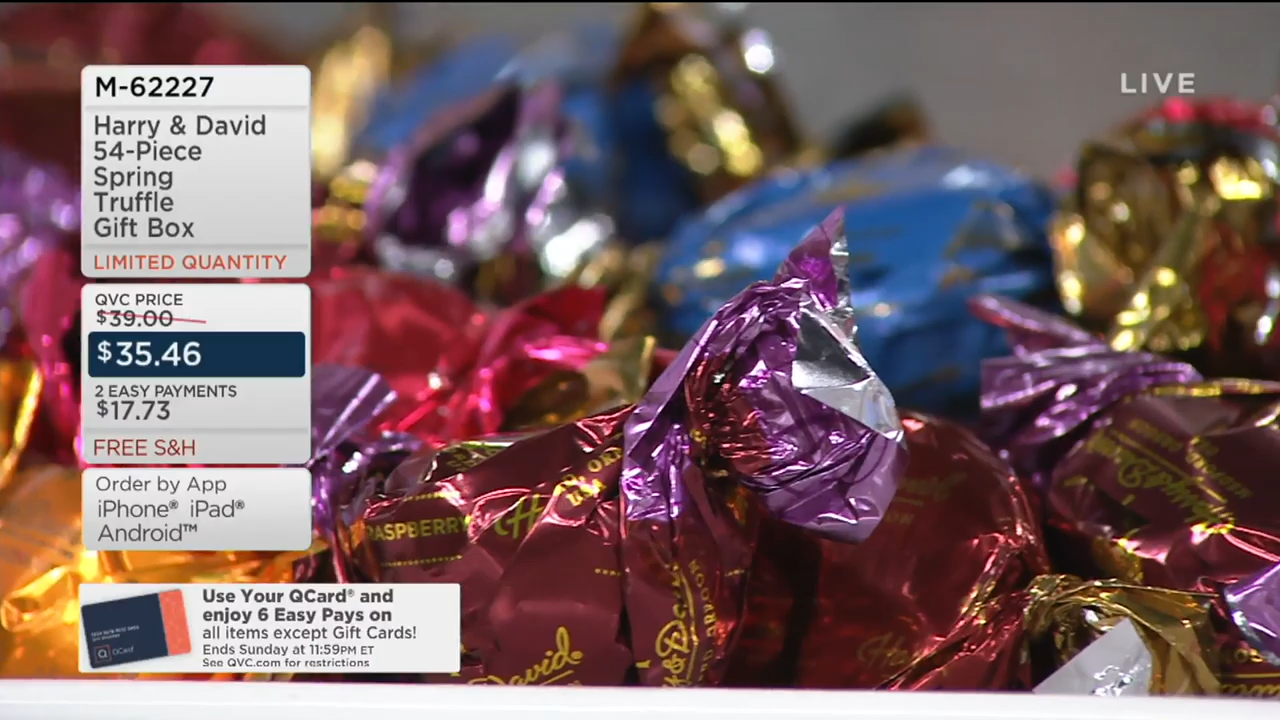 M-62227
Harry & David
54-Piece
Spring
Truffle
Gift Box
LIMITED QUANTITY
QVC PRICE
$39.00
$35.46
2 EASY PAYMENTS
$17.73
FREE S&H
Order by App
iPhone® iPad®
Android™
Use Your QCard® and
enjoy 6 Easy Pays on
all items except Gift Cards!
Ends Sunday at 11:59PM ET
See QVC.com for restrictions
QCard
LIVE
RASPBERRY
David.